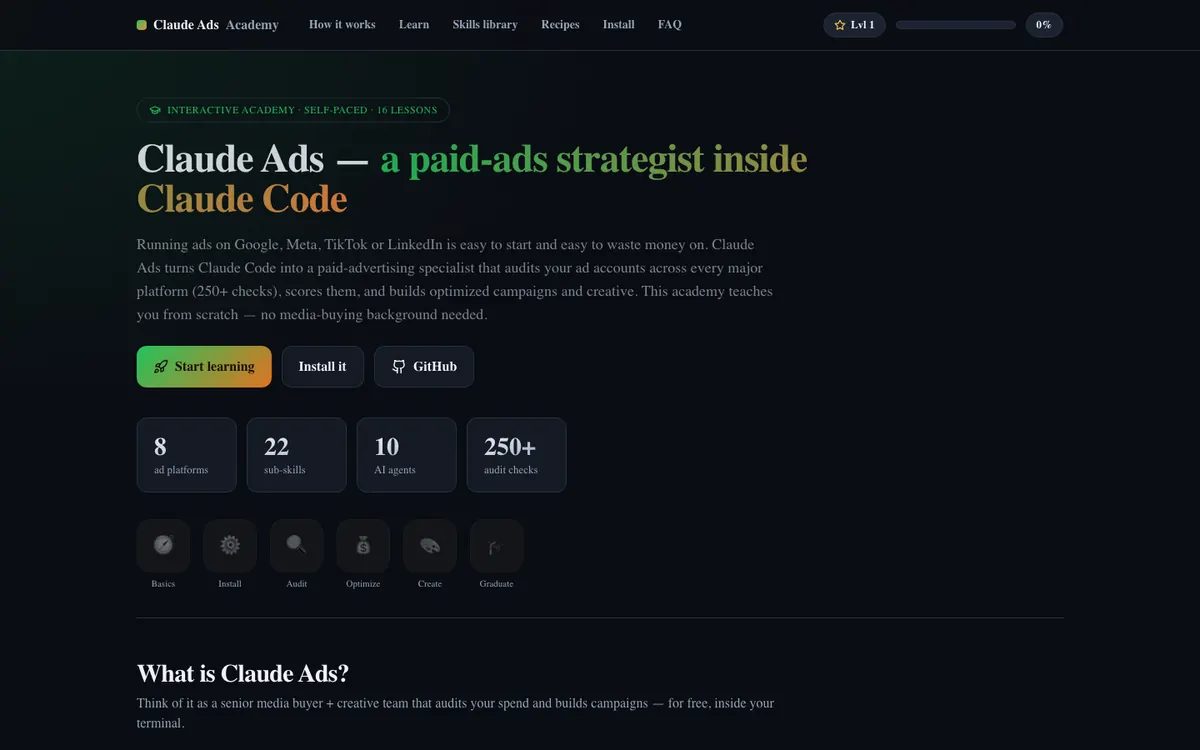 Claude Ads Academy
How it works
Learn
Skills library
Recipes
Install
FAQ
Lvl 1
0%
INTERACTIVE ACADEMY · SELF-PACED · 16 LESSONS
Claude Ads — a paid-ads strategist inside
Claude Code
Running ads on Google, Meta, TikTok or LinkedIn is easy to start and easy to waste money on. Claude
Ads turns Claude Code into a paid-advertising specialist that audits your ad accounts across every major
platform (250+ checks), scores them, and builds optimized campaigns and creative. This academy teaches
you from scratch — no media-buying background needed.
Start learning
Install it
GitHub
8
ad platforms
22
sub-skills
10
AI agents
250+
audit checks
Basics
Install
Audit
Optimize
Create
Graduate
What is Claude Ads?
Think of it as a senior media buyer + creative team that audits your spend and builds campaigns — for free, inside your
terminal.